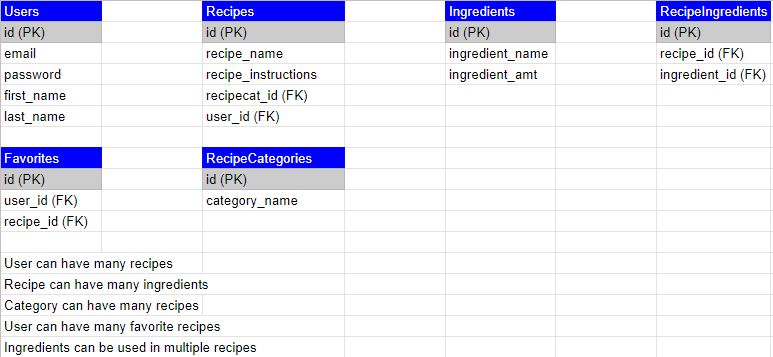 Users Recipes Ingredients RecipeIngredients
id (PK) id (PK) id (PK) id (PK)
email recipe_name ingredient_name recipe_id (FK)
password recipe_instructions ingredient_amt ingredient_id (FK)
first_name recipecat_id (FK)
last_name user_id (FK)
Favorites RecipeCategories
id (PK) id (PK)
user_id (FK) category_name
recipe_id (FK)
User can have many recipes
Recipe can have many ingredients
Category can have many recipes
User can have many favorite recipes
Ingredients can be used in multiple recipes